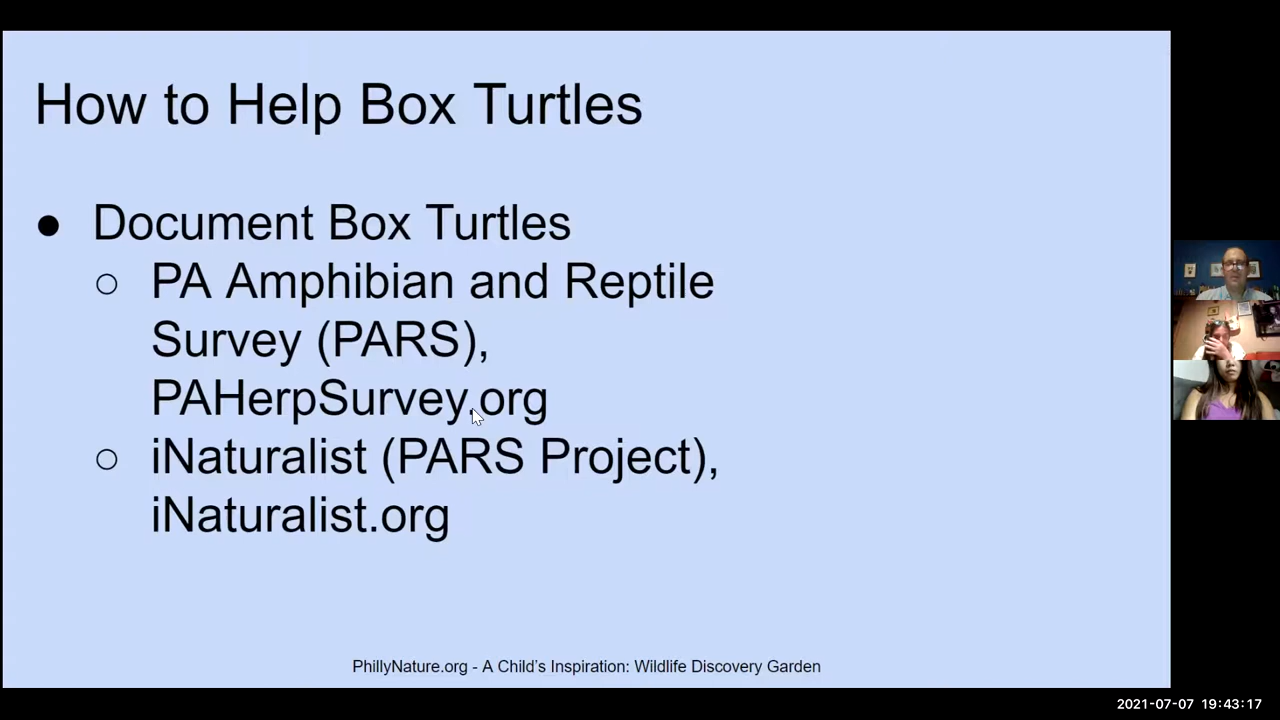 How to Help Box Turtles
● Document Box Turtles
○ PA Amphibian and Reptile
Survey (PARS),
PAHerpSurvey.org
○ iNaturalist (PARS Project),
iNaturalist.org
PhillyNature.org - A Child's Inspiration: Wildlife Discovery Garden
2021-07-07 19:43:17